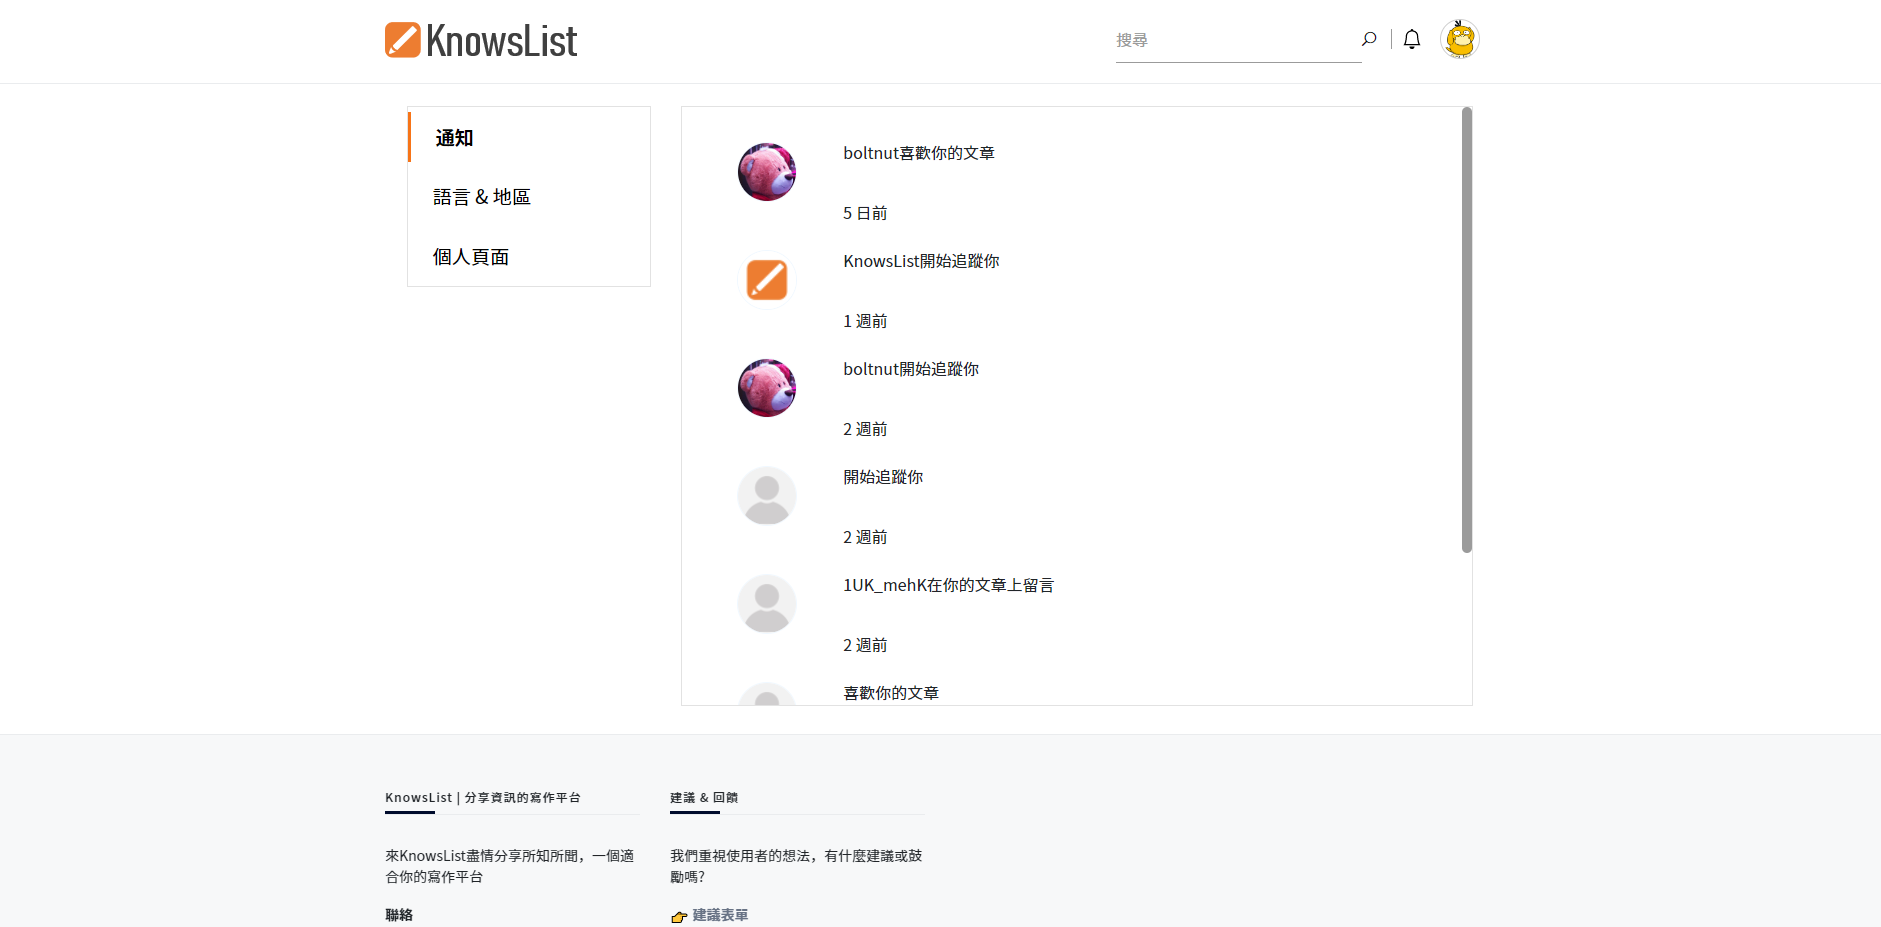 KnowsList
搜尋
通知
語言 & 地區
個人頁面
boltnut喜歡你的文章
5 日前
KnowsList開始追蹤你
1 週前
boltnut開始追蹤你
2 週前
開始追蹤你
2 週前
1UK_mehK在你的文章上留言
2 週前
喜歡你的文章
KnowsList | 分享資訊的寫作平台
來KnowsList盡情分享所知所聞，一個適
合你的寫作平台
聯絡
建議 & 回饋
我們重視使用者的想法，有什麼建議或鼓
勵嗎?
👉 建議表單